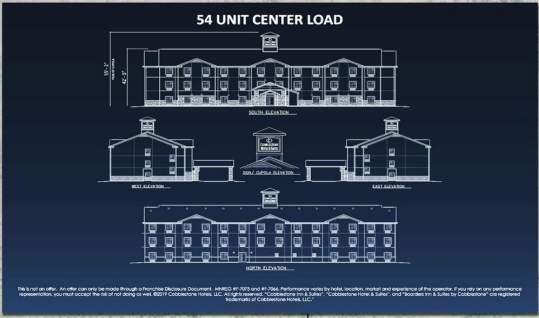 54 UNIT CENTER LOAD
55'-2"
42'-5"
SOUTH ELEVATION
WEST ELEVATION
SIGN/ CUPOLA ELEVATION
EAST ELEVATION
NORTH ELEVATION
This is not an offer. An offer can only be made through a Franchise Disclosure Document. MNREG #F-7075 and #F-7066. Performance varies by hotel, location, market and experience of the operator. If you rely on any performance
representation, you must accept the risk of not doing as well. ©2019 Cobblestone Hotels, LLC. All rights reserved. "Cobblestone Inn & Suites", "Cobblestone Hotel & Suites", and "Boarders Inn & Suites by Cobblestone" are registered
trademarks of Cobblestone Hotels, LLC."